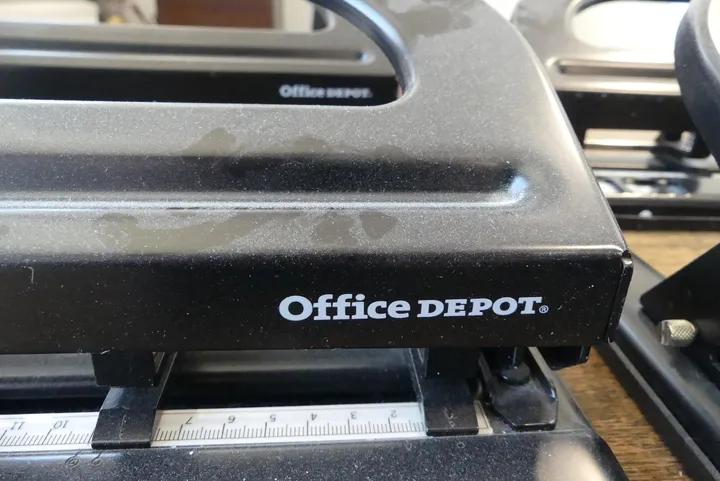 Office DEPOT.
Office DEPOT®
11 10 7 6 5 4 3 2